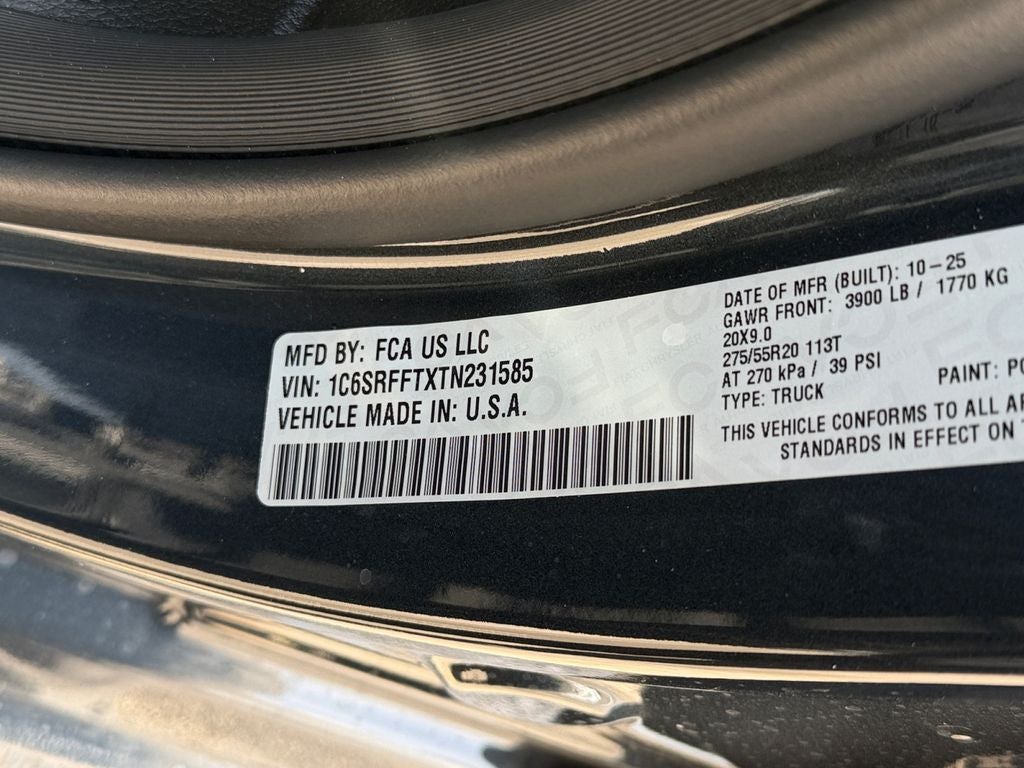 MFD BY: FCA US LLC
VIN: 1C6SRFFTXTN231585
VEHICLE MADE IN: U.S.A.
DATE OF MFR (BUILT): 10-25
GAWR FRONT: 3900 LB / 1770 KG
20X9.0
275/55R20 113T
AT 270 kPa / 39 PSI
TYPE: TRUCK
PAINT: P
THIS VEHICLE CONFORMS TO ALL A
STANDARDS IN EFFECT ON